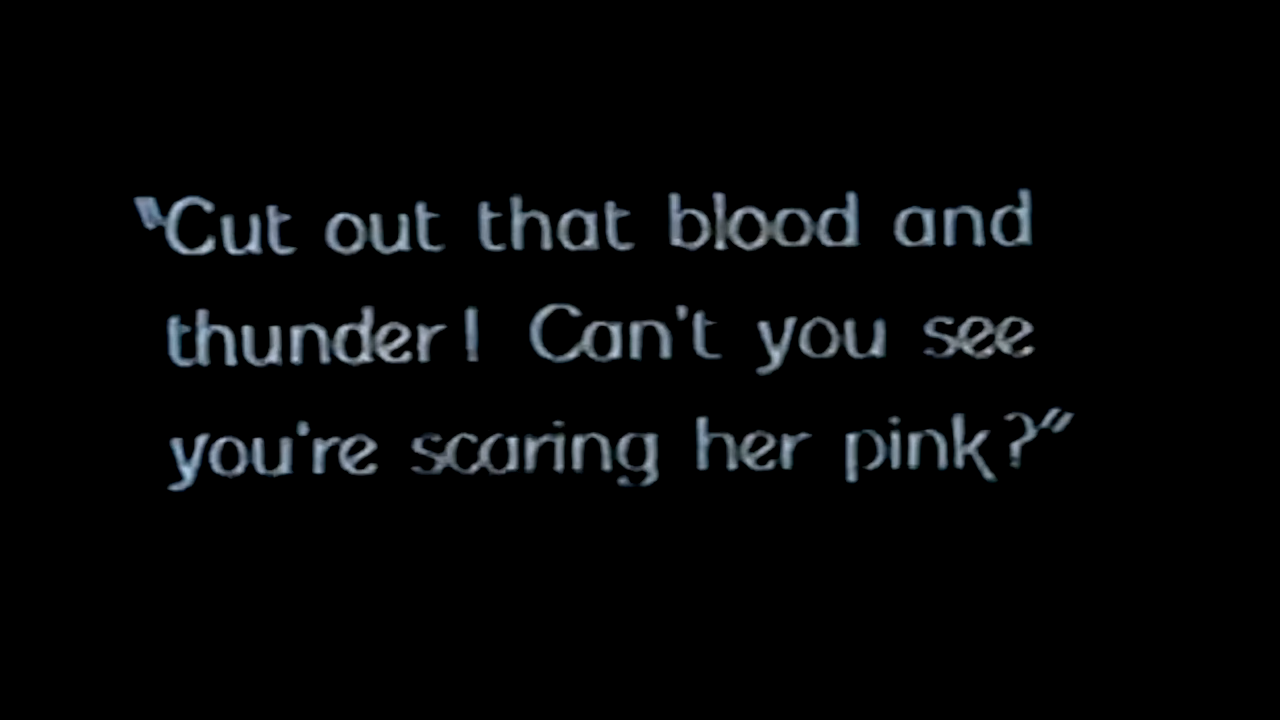 “Cut out that blood and
thunder! Can't you see
you're scaring her pink?”